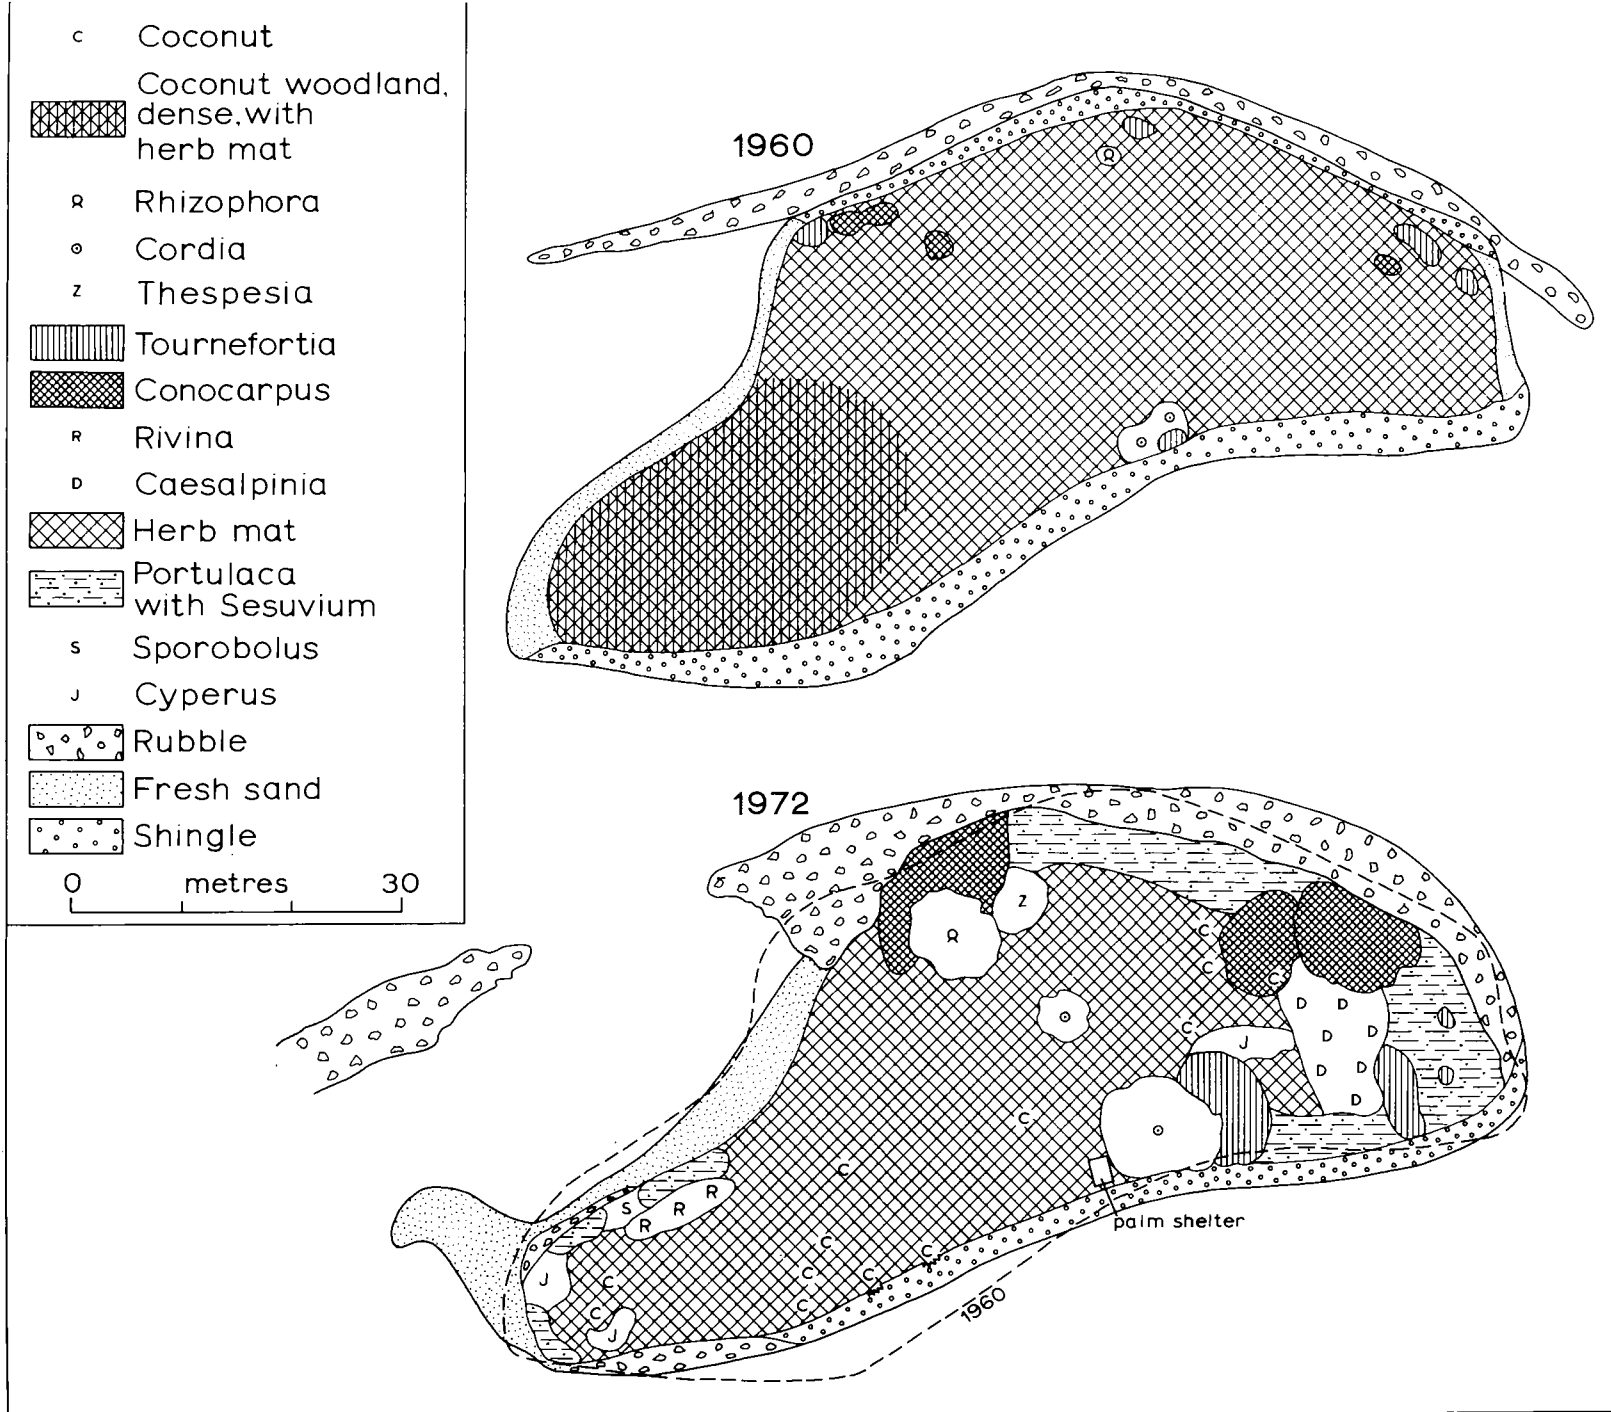 C Coconut
Coconut woodland,
dense, with
herb mat
R Rhizophora
Cordia
Z Thespesia
Tournefortia
Conocarpus
R Rivina
D Caesalpinia
Herb mat
Portulaca
with Sesuvium
S Sporobolus
J Cyperus
Rubble
Fresh sand
Shingle
0 metres 30
1960
R
1972
Z
R
C
C
C
D D
C
D D
J
D D
D
C
C
R
R
S
R
palm shelter
C
C
J
C
C
C
C
C
J
1960